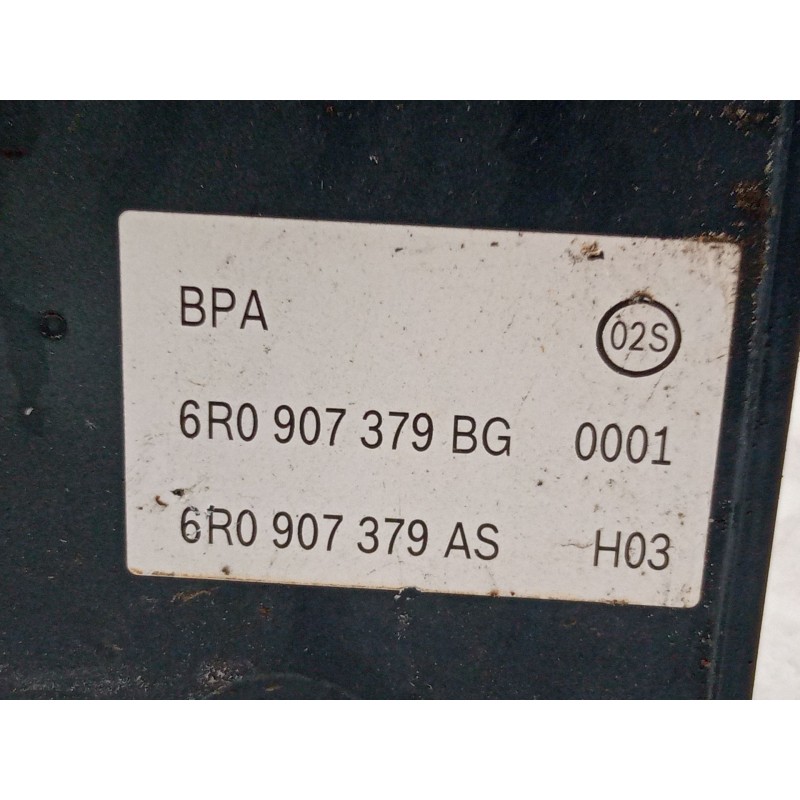 BPA 02S
6R0 907 379 BG 0001
6R0 907 379 AS H03